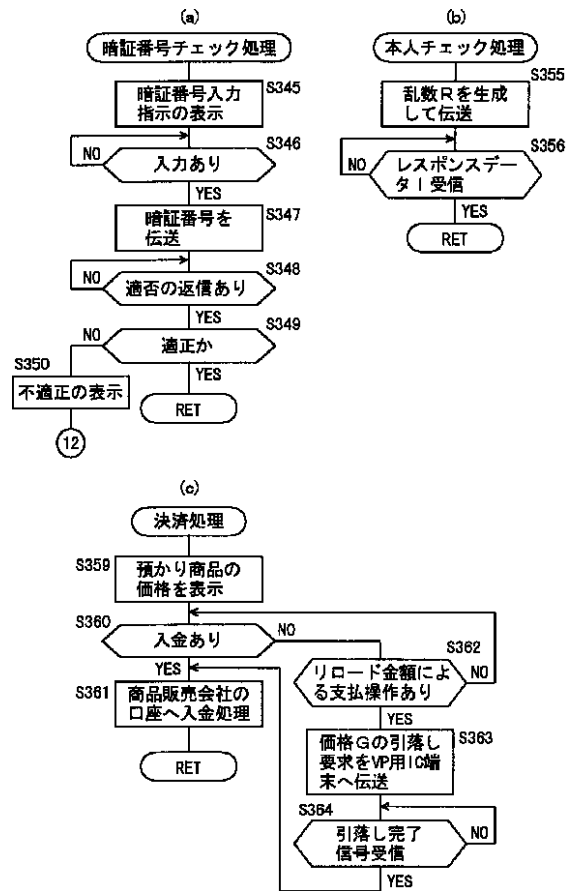 (a)
暗証番号チェック処理
暗証番号入力
指示の表示
S345
NO
入力あり
S346
YES
暗証番号を
伝送
S347
NO
適否の返信あり
S348
YES
NO
適正か
S349
S350
不適正の表示
YES
12
RET
(b)
本人チェック処理
乱数Rを生成
して伝送
S355
NO
レスポンスデー
タI受信
S356
YES
RET
(c)
決済処理
S359
預かり商品の
価格を表示
S360
入金あり
NO
YES
S361
商品販売会社の
口座へ入金処理
RET
S362
リロード金額によ
る支払操作あり
NO
YES
価格Gの引落し
要求をVP用IC端
末へ伝送
S363
S364
引落し完了
信号受信
NO
YES